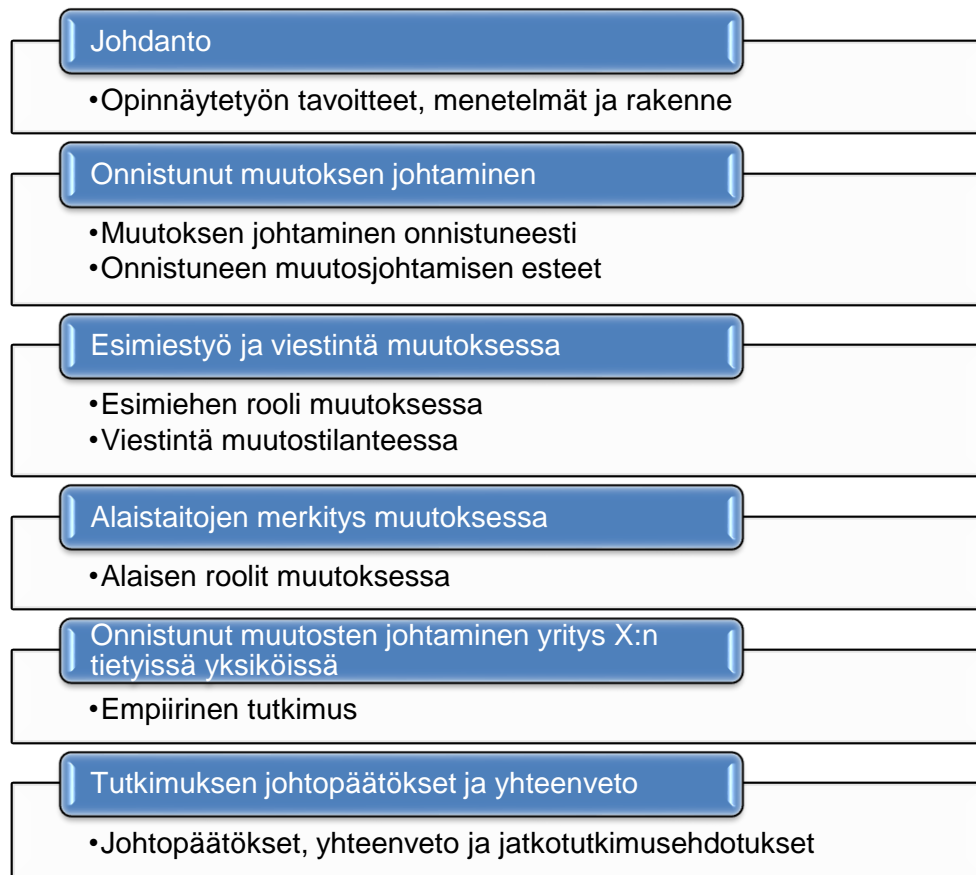 Johdanto
•Opinnäytetyön tavoitteet, menetelmät ja rakenne
Onnistunut muutoksen johtaminen
•Muutoksen johtaminen onnistuneesti
•Onnistuneen muutosjohtamisen esteet
Esimiestyö ja viestintä muutoksessa
•Esimiehen rooli muutoksessa
•Viestintä muutostilanteessa
Alaistaitojen merkitys muutoksessa
•Alaisen roolit muutoksessa
Onnistunut muutosten johtaminen yritys X:n
tietyissä yksiköissä
•Empiirinen tutkimus
Tutkimuksen johtopäätökset ja yhteenveto
•Johtopäätökset, yhteenveto ja jatkotutkimusehdotukset